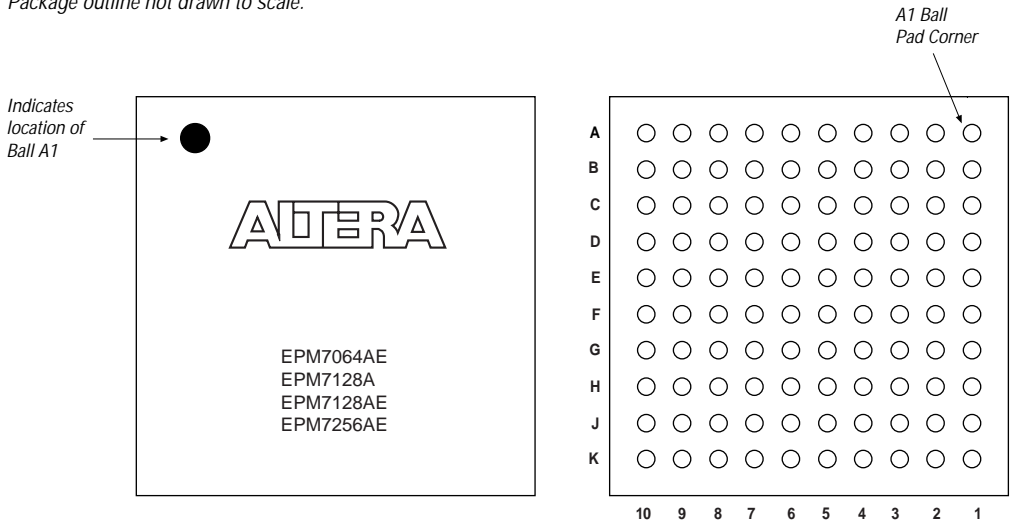 Package outline not drawn to scale.
A1 Ball
Pad Corner
Indicates
location of
Ball A1
ALTERA
EPM7064AE
EPM7128A
EPM7128AE
EPM7256AE
A
B
C
D
E
F
G
H
J
K
10 9 8 7 6 5 4 3 2 1